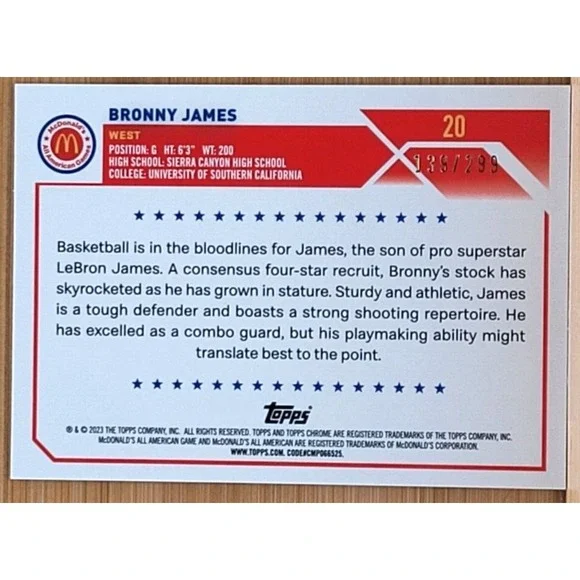 BRONNY JAMES
WEST
POSITION: G HT: 6'3" WT: 200
HIGH SCHOOL: SIERRA CANYON HIGH SCHOOL
COLLEGE: UNIVERSITY OF SOUTHERN CALIFORNIA
McDonald's
All American Games
20
139/299
Basketball is in the bloodlines for James, the son of pro superstar
LeBron James. A consensus four-star recruit, Bronny's stock has
skyrocketed as he has grown in stature. Sturdy and athletic, James
is a tough defender and boasts a strong shooting repertoire. He
has excelled as a combo guard, but his playmaking ability might
translate best to the point.
Topps
® & © 2023 THE TOPPS COMPANY, INC. ALL RIGHTS RESERVED. TOPPS AND TOPPS CHROME ARE REGISTERED TRADEMARKS OF THE TOPPS COMPANY, INC.
McDONALD'S ALL AMERICAN GAME AND McDONALD'S ALL AMERICAN ARE REGISTERED TRADEMARKS OF McDONALD'S CORPORATION.
WWW.TOPPS.COM. CODE#CMP066525.